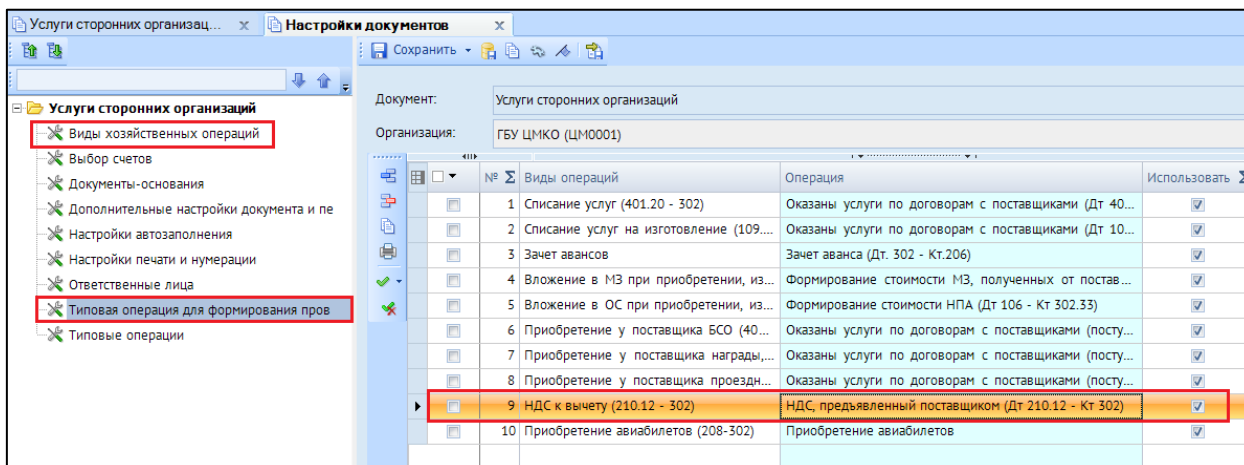 Услуги сторонних организац... x Настройки документов x
Сохранить
Услуги сторонних организаций
Виды хозяйственных операций
Выбор счетов
Документы-основания
Дополнительные настройки документа и пе
Настройки автозаполнения
Настройки печати и нумерации
Ответственные лица
Типовая операция для формирования пров
Типовые операции
Документ: Услуги сторонних организаций
Организация: ГБУ ЦМКО (ЦМ0001)
№ Σ Виды операций Операция Использовать Σ
1 Списание услуг (401.20 - 302) Оказаны услуги по договорам с поставщиками (Дт 40...
2 Списание услуг на изготовление (109.... Оказаны услуги по договорам с поставщиками (Дт 10...
3 Зачет авансов Зачет аванса (Дт. 302 - Кт.206)
4 Вложение в МЗ при приобретении, из... Формирование стоимости МЗ, полученных от постав...
5 Вложение в ОС при приобретении, из... Формирование стоимости НПА (Дт 106 - Кт 302.33)
6 Приобретение у поставщика БСО (40... Оказаны услуги по договорам с поставщиками (посту...
7 Приобретение у поставщика награды,... Оказаны услуги по договорам с поставщиками (посту...
8 Приобретение у поставщика проездн... Оказаны услуги по договорам с поставщиками (посту...
9 НДС к вычету (210.12 - 302) НДС, предъявленный поставщиком (Дт 210.12 - Кт 302)
10 Приобретение авиабилетов (208-302) Приобретение авиабилетов